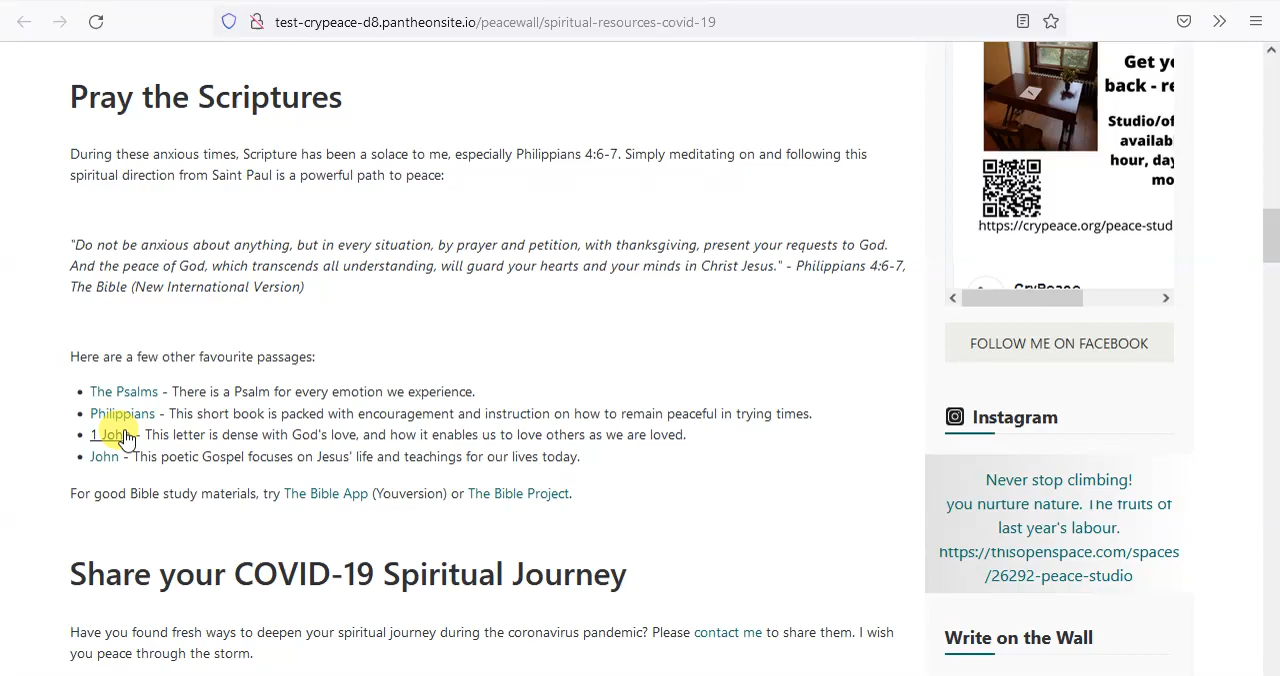 test-crypeace-d8.pantheonsite.io/peacewall/spiritual-resources-covid-19
Pray the Scriptures
During these anxious times, Scripture has been a solace to me, especially Philippians 4:6-7. Simply meditating on and following this
spiritual direction from Saint Paul is a powerful path to peace:
"Do not be anxious about anything, but in every situation, by prayer and petition, with thanksgiving, present your requests to God.
And the peace of God, which transcends all understanding, will guard your hearts and your minds in Christ Jesus." - Philippians 4:6-7,
The Bible (New International Version)
Here are a few other favourite passages:
The Psalms - There is a Psalm for every emotion we experience.
Philippians - This short book is packed with encouragement and instruction on how to remain peaceful in trying times.
1 John - This letter is dense with God's love, and how it enables us to love others as we are loved.
John - This poetic Gospel focuses on Jesus' life and teachings for our lives today.
For good Bible study materials, try The Bible App (Youversion) or The Bible Project.
Share your COVID-19 Spiritual Journey
Have you found fresh ways to deepen your spiritual journey during the coronavirus pandemic? Please contact me to share them. I wish
you peace through the storm.
Get yo
back - re
Studio/of
availab
hour, day
mo
https://crypeace.org/peace-stud
CryPeace
FOLLOW ME ON FACEBOOK
Instagram
Never stop climbing!
you nurture nature. The fruits of
last year's labour.
https://thisopenspace.com/spaces
/26292-peace-studio
Write on the Wall